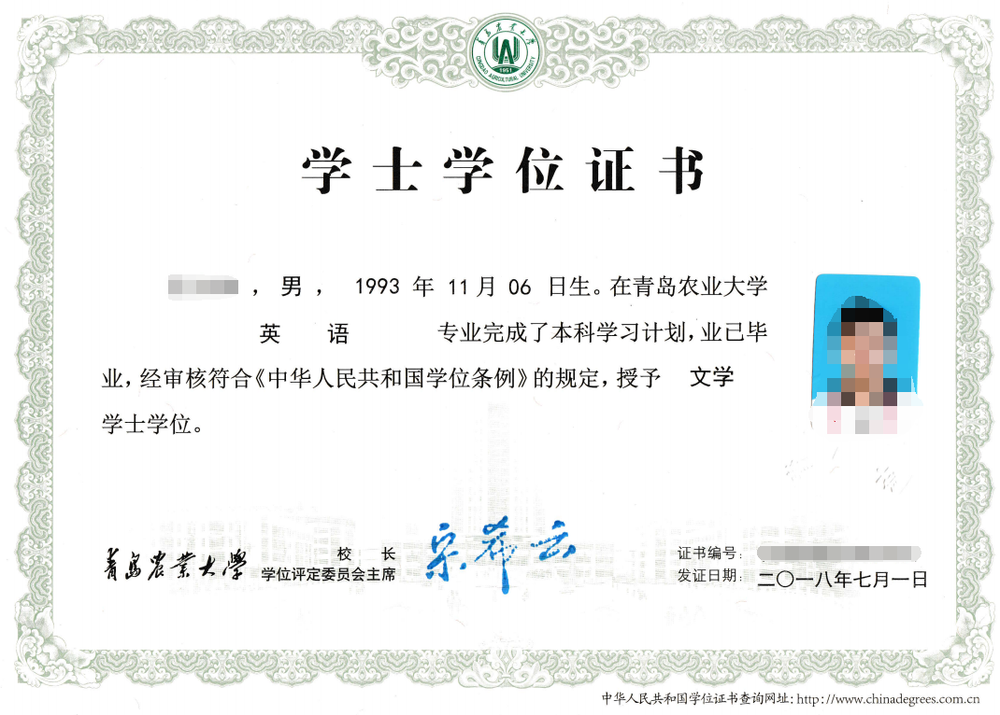 青岛农业大学
QINGDAO AGRICULTURAL UNIVERSITY
1951
学士学位证书
，男，1993 年 11 月 06 日生。在青岛农业大学
英 语 专业完成了本科学习计划，业已毕
业，经审核符合《中华人民共和国学位条例》的规定，授予 文学
学士学位。
青岛农业大学
校 长
学位评定委员会主席
宋希云
证书编号：
发证日期：二〇一八年七月一日
中华人民共和国学位证书查询网址：http://www.chinadegrees.com.cn